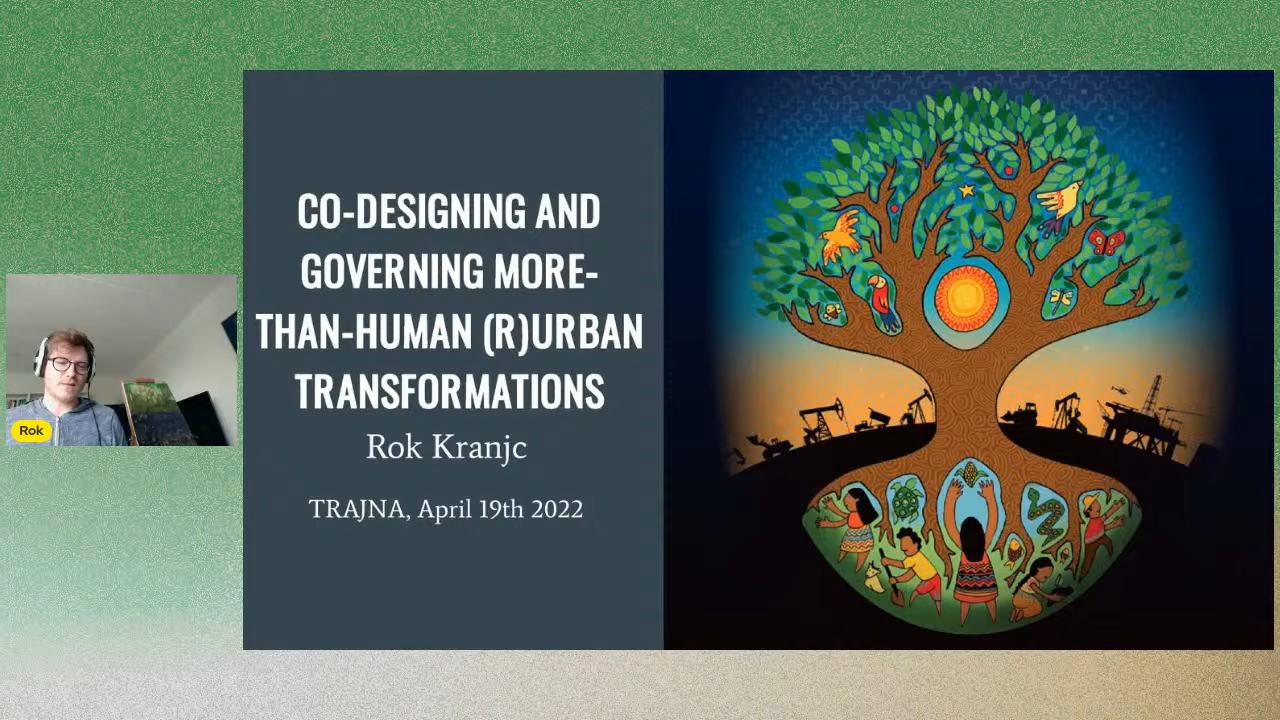 CO-DESIGNING AND
GOVERNING MORE-
THAN-HUMAN (R)URBAN
TRANSFORMATIONS
Rok Kranjc
TRAJNA, April 19th 2022
Rok